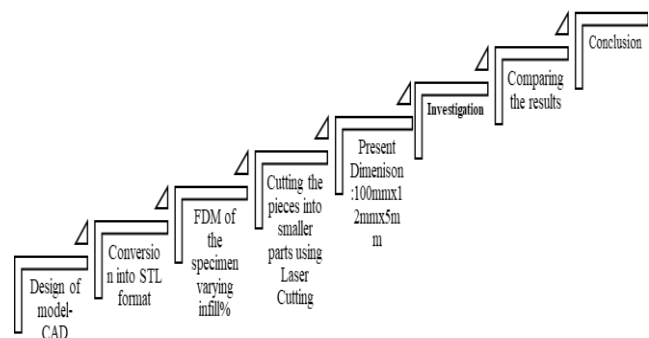 Design of
model-
CAD
Conversio
n into STL
format
FDM of
the
specimen
varying
infill%
Cutting the
pieces into
smaller
parts using
Laser
Cutting
Present
Dimenison
:100mmx1
2mmx5m
m
Investigation
Comparing
the results
Conclusion